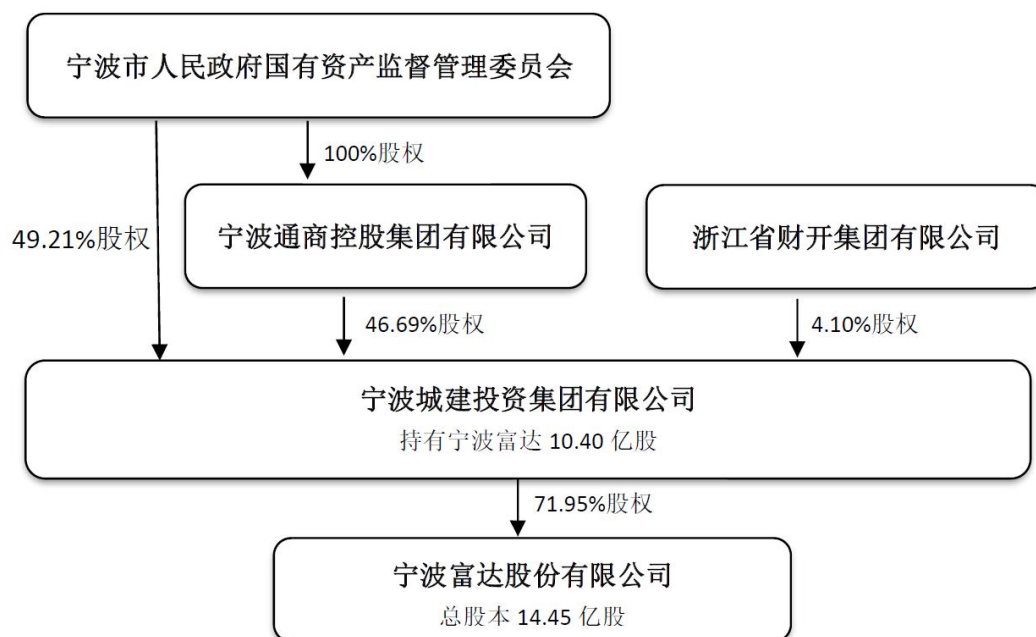 宁波市人民政府国有资产监督管理委员会
100%股权
49.21%股权
宁波通商控股集团有限公司
浙江省财开集团有限公司
46.69%股权
4.10%股权
宁波城建投资集团有限公司
持有宁波富达 10.40 亿股
71.95%股权
宁波富达股份有限公司
总股本 14.45 亿股